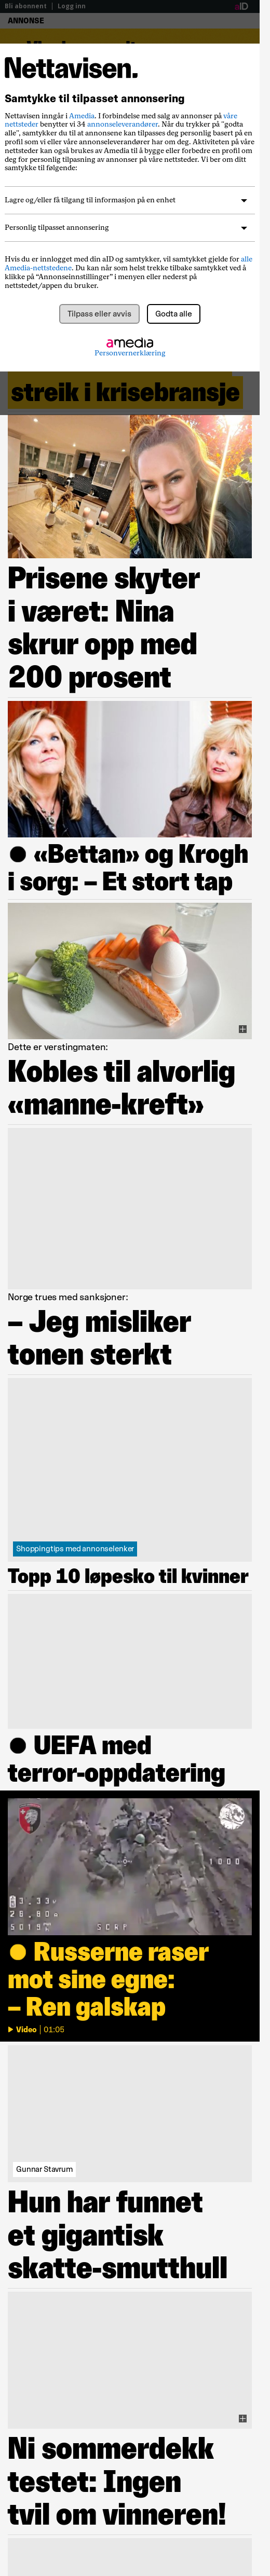 Bli abonnent | Logg inn
aID
ANNONSE
Nettavisen.
Samtykke til tilpasset annonsering
Nettavisen inngår i Amedia. I forbindelse med salg av annonser på våre
nettsteder benytter vi 34 annonseleverandører. Når du trykker på "godta
alle", samtykker du til at annonser kan tilpasses deg personlig basert på en
profil som vi eller våre annonseleverandører har om deg. Aktiviteten på våre
nettsteder kan også brukes av Amedia til å bygge eller forbedre en profil om
deg for personlig tilpasning av annonser på våre nettsteder. Vi ber om ditt
samtykke til følgende:
Lagre og/eller få tilgang til informasjon på en enhet
Personlig tilpasset annonsering
Hvis du er innlogget med din aID og samtykker, vil samtykket gjelde for alle
Amedia-nettstedene. Du kan når som helst trekke tilbake samtykket ved å
klikke på “Annonseinnstillinger” i menyen eller nederst på
nettstedet/appen du bruker.
Tilpass eller avvis
Godta alle
amedia
Personvernerklæring
streik i krisebransje
Prisene skyter
i været: Nina
skrur opp med
200 prosent
● «Bettan» og Krogh
i sorg: – Et stort tap
Dette er verstingmaten:
Kobles til alvorlig
«manne-kreft»
Norge trues med sanksjoner:
– Jeg misliker
tonen sterkt
Shoppingtips med annonselenker
Topp 10 løpesko til kvinner
● UEFA med
terror-oppdatering
● Russerne raser
mot sine egne:
– Ren galskap
Video | 01:05
Gunnar Stavrum
Hun har funnet
et gigantisk
skatte-smutthull
Ni sommerdekk
testet: Ingen
tvil om vinneren!